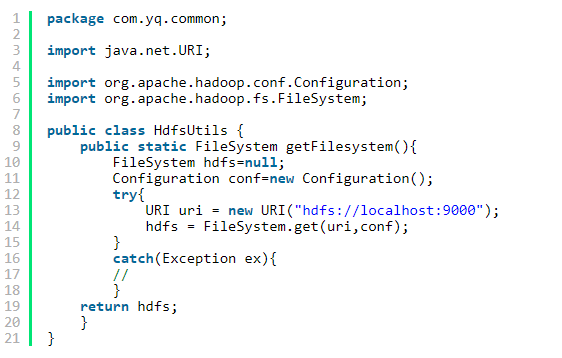 1 package com.yq.common;
2
3 import java.net.URI;
4
5 import org.apache.hadoop.conf.Configuration;
6 import org.apache.hadoop.fs.FileSystem;
7
8 public class HdfsUtils {
9     public static FileSystem getFilesystem(){
10         FileSystem hdfs=null;
11         Configuration conf=new Configuration();
12         try{
13             URI uri = new URI("hdfs://localhost:9000");
14             hdfs = FileSystem.get(uri,conf);
15         }
16         catch(Exception ex){
17         //
18         }
19     return hdfs;
20     }
21 }